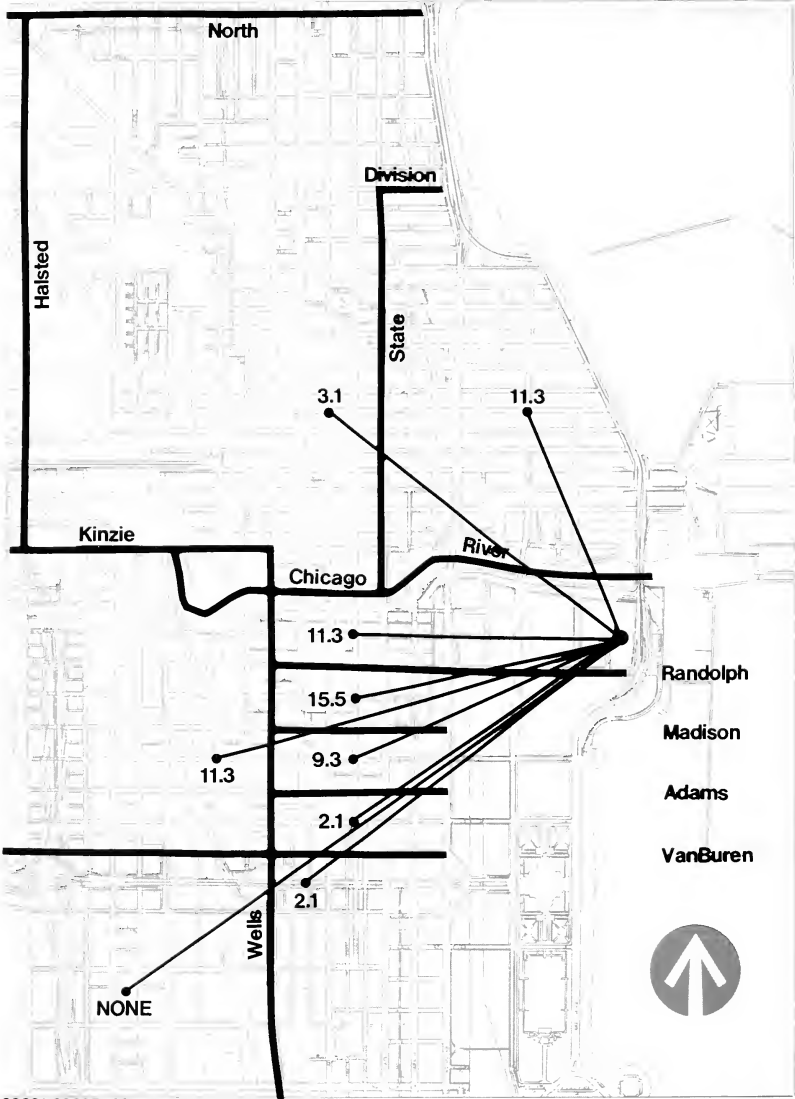 North
Division
Halsted
State
3.1
11.3
Kinzie
River
Chicago
11.3
Randolph
15.5
Madison
9.3
11.3
Adams
2.1
VanBuren
2.1
Wells
NONE